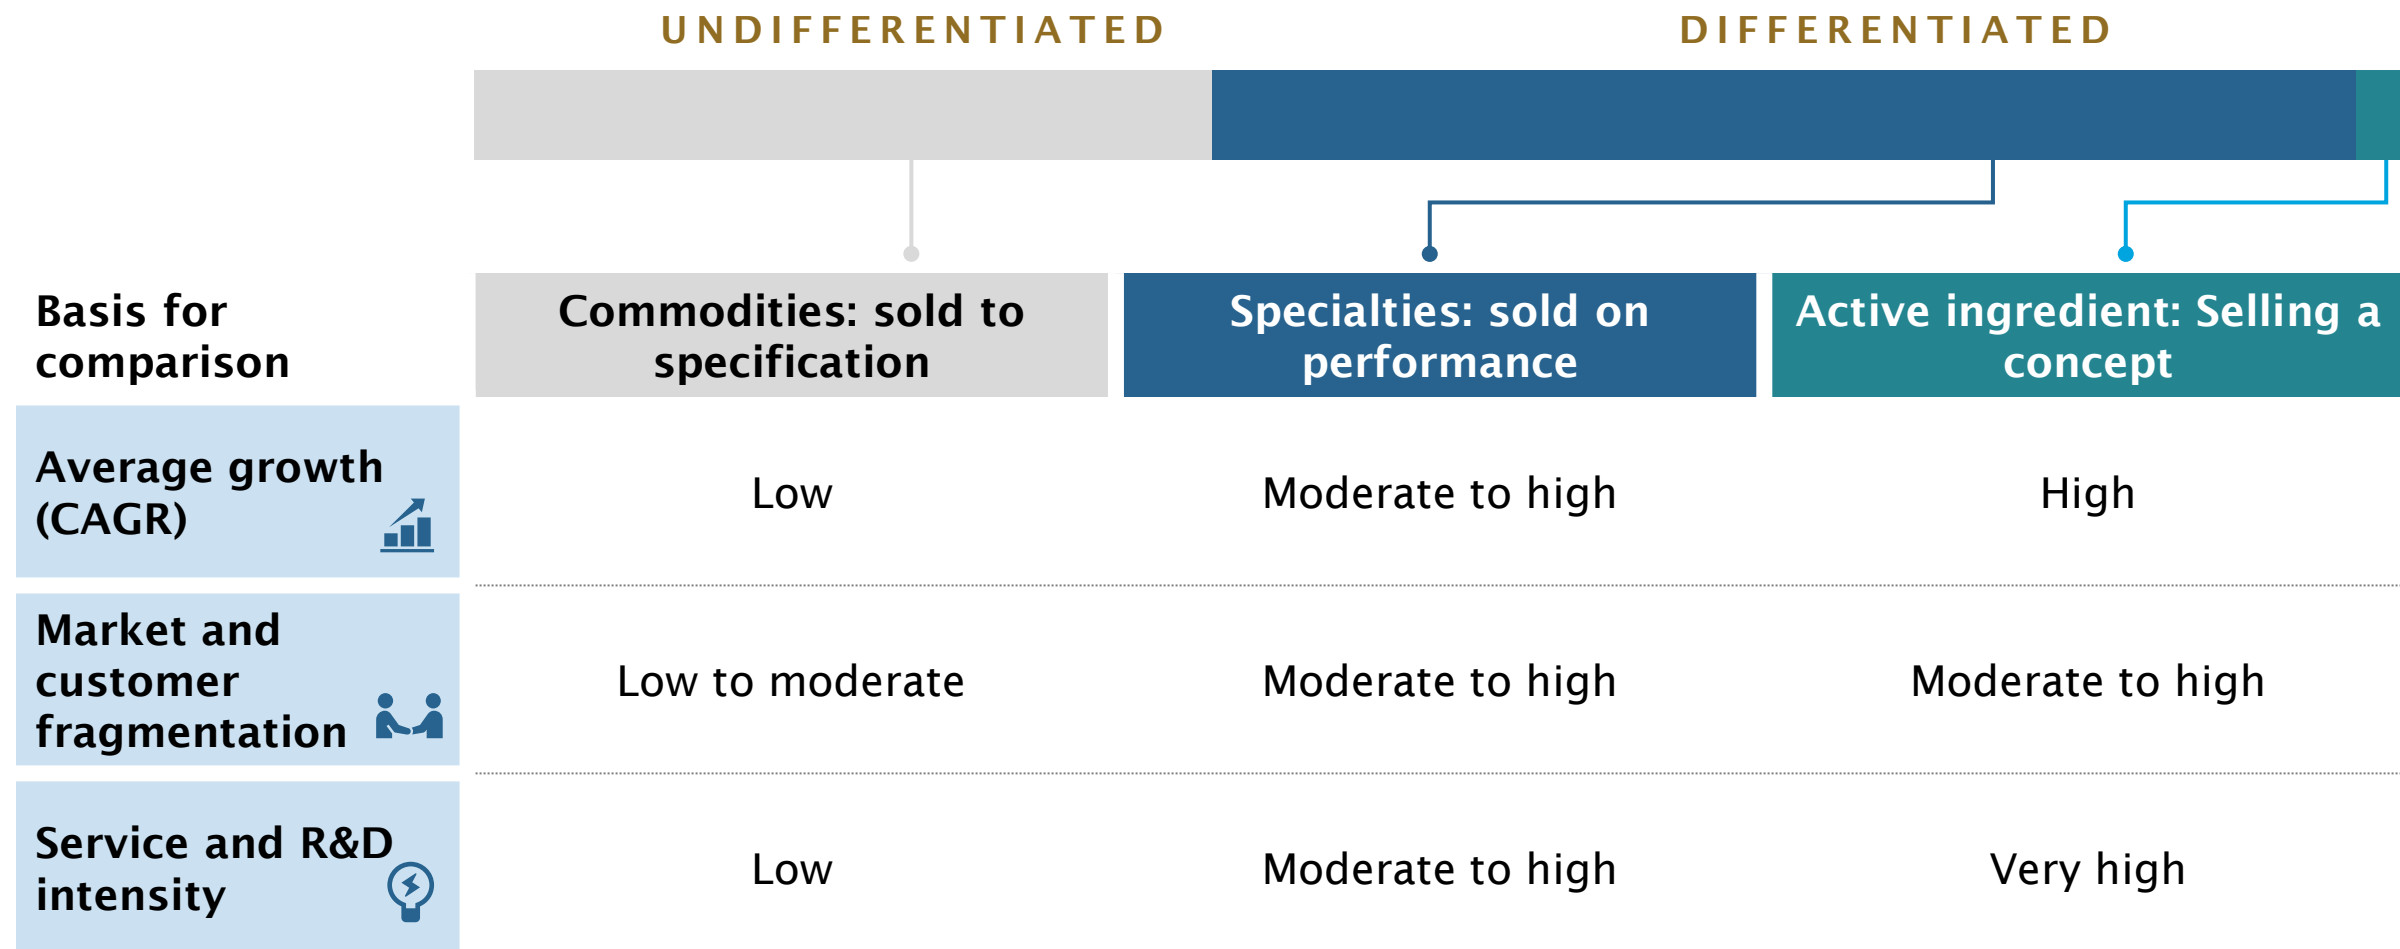 UNDIFFERENTIATED
DIFFERENTIATED
Basis for
comparison
Commodities: sold to
specification
Specialties: sold on
performance
Active ingredient: Selling a
concept
Average growth
(CAGR)
Low
Moderate to high
High
Market and
customer
fragmentation
Low to moderate
Moderate to high
Moderate to high
Service and R&D
intensity
Low
Moderate to high
Very high